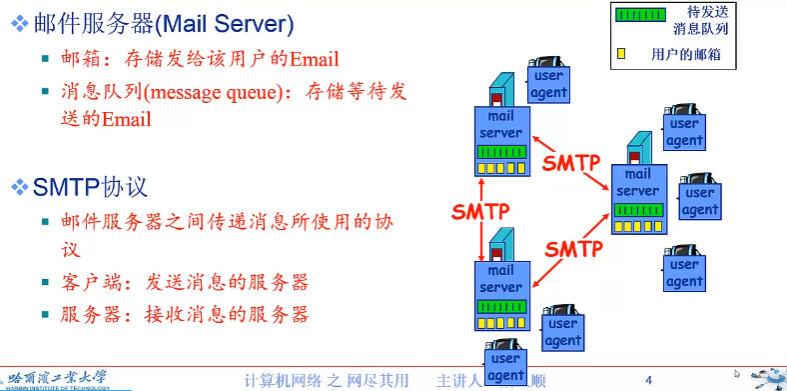 邮件服务器(Mail Server)
邮箱：存储发给该用户的Email
消息队列(message queue)：存储等待发
送的Email
SMTP协议
邮件服务器之间传递消息所使用的协
议
客户端：发送消息的服务器
服务器：接收消息的服务器
待发送
消息队列
用户的邮箱
user
agent
mail
server
user
agent
SMTP
mail
server
user
agent
SMTP
SMTP
mail
server
user
agent
user
agent
user
agent
哈尔滨工业大学
HARBIN INSTITUTE OF TECHNOLOGY
计算机网络 之 网尽其用
主讲人
顺
4